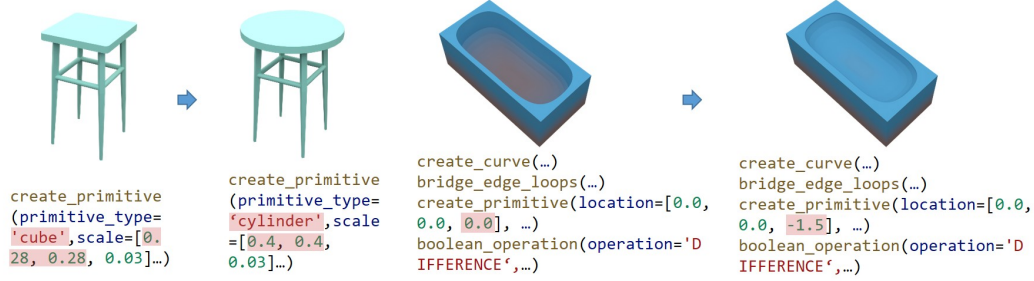 create_primitive
(primitive_type=
'cube',scale=[0.
28, 0.28, 0.03]…)
create_primitive
(primitive_type=
‘cylinder',scale
=[0.4, 0.4,
0.03]…)
create_curve(…)
bridge_edge_loops(…)
create_primitive(location=[0.0,
0.0, 0.0], …)
boolean_operation(operation='D
IFFERENCE‘,…)
create_curve(…)
bridge_edge_loops(…)
create_primitive(location=[0.0,
0.0, -1.5], …)
boolean_operation(operation='D
IFFERENCE‘,…)